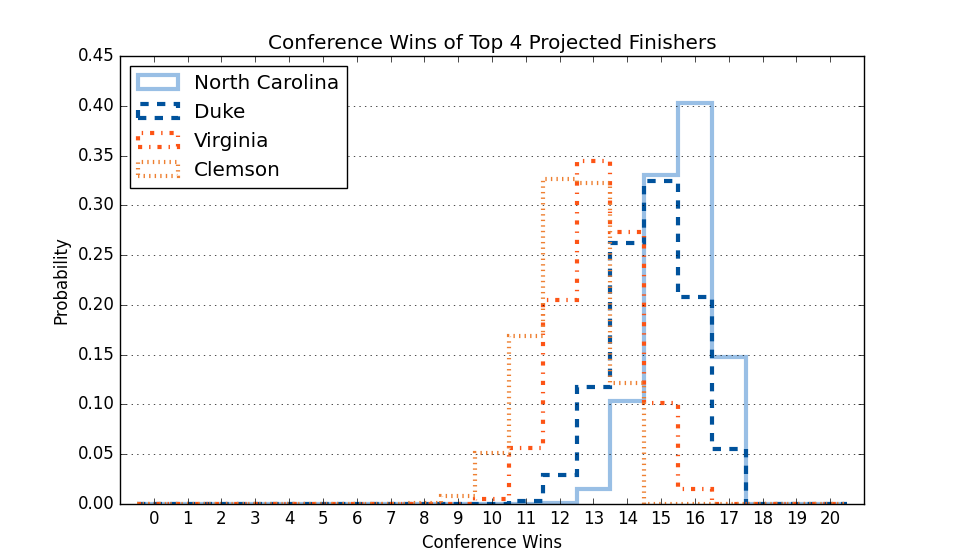 Conference Wins of Top 4 Projected Finishers
North Carolina
Duke
Virginia
Clemson
0.45
0.40
0.35
0.30
0.25
0.20
0.15
0.10
0.05
0.00
Probability
0 1 2 3 4 5 6 7 8 9 10 11 12 13 14 15 16 17 18 19 20
Conference Wins